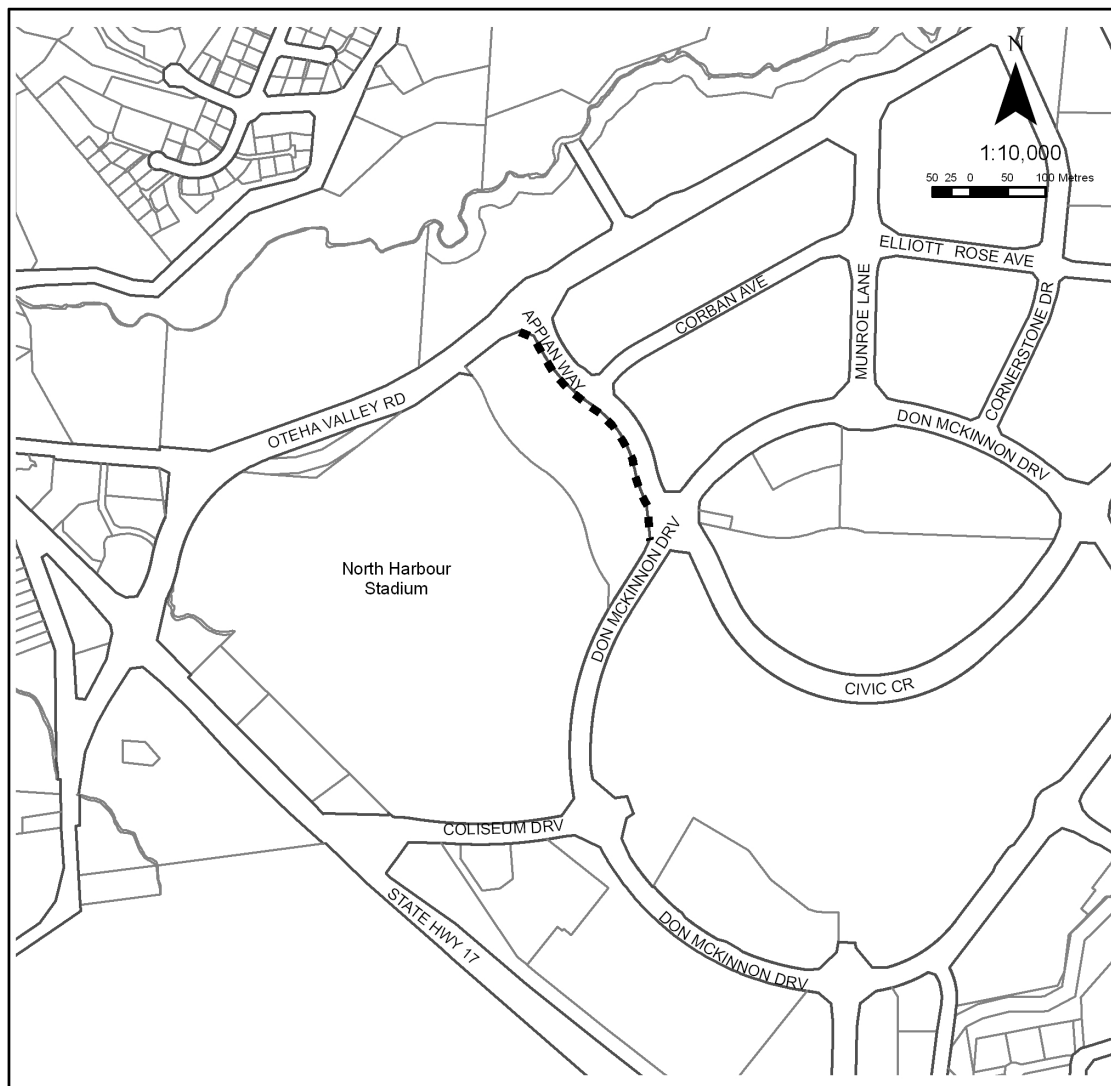 N
1:10,000
50 25 0 50 100 Metres
ELLIOTT ROSE AVE
CORBAN AVE
MUNROE LANE
CORNERSTONE DR
APPIAN WAY
OTEHA VALLEY RD
DON MCKINNON DRV
DON MCKINNON DRV
North Harbour
Stadium
CIVIC CR
COLISEUM DRV
STATE HWY 17
DON MCKINNON DRV